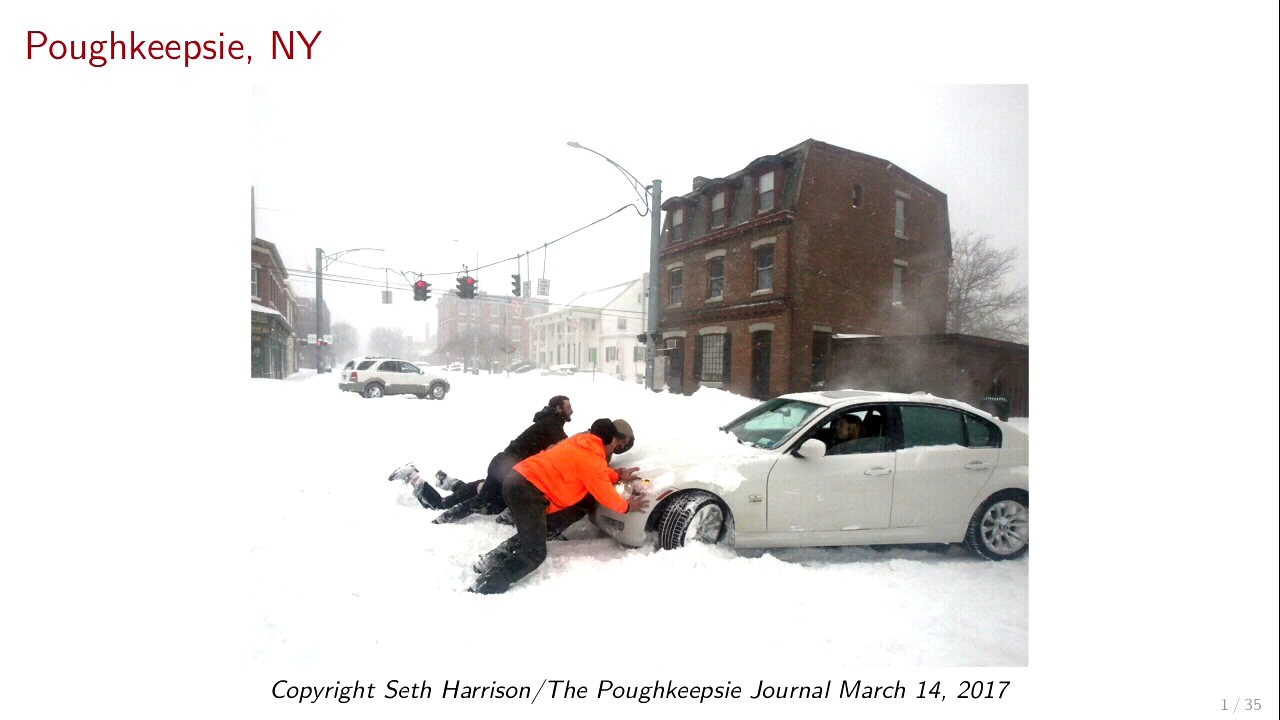 Poughkeepsie, NY
Copyright Seth Harrison/The Poughkeepsie Journal March 14, 2017
1 / 35